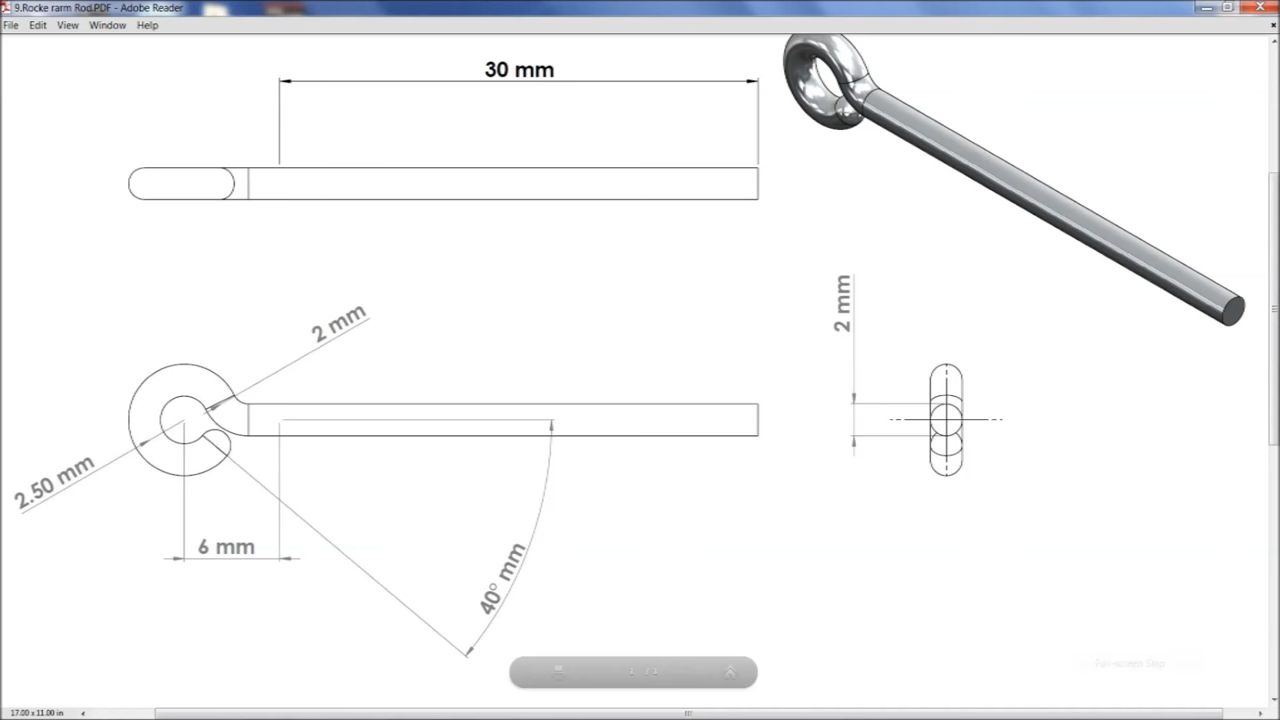 9.Rocke rarm Rod.PDF - Adobe Reader
File Edit View Window Help
30 mm
2 mm
2 mm
2.50 mm
6 mm
40° mm
17.00 x 11.00 in